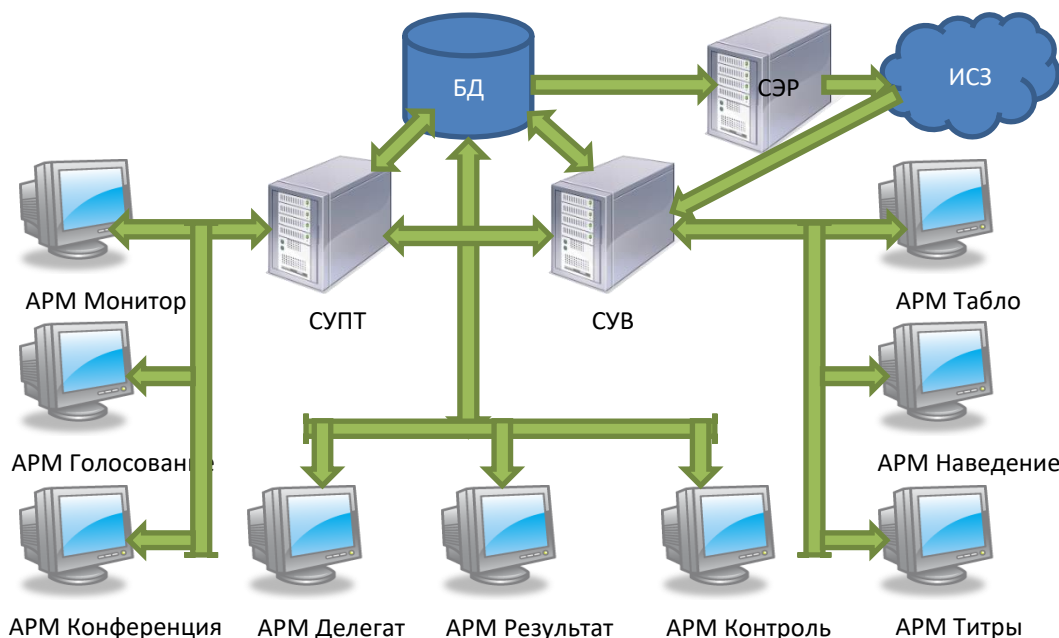 БД
СЭР
ИСЗ
АРМ Монитор
СУПТ
СУВ
АРМ Табло
АРМ Голосование
АРМ Наведение
АРМ Конференция
АРМ Делегат
АРМ Результат
АРМ Контроль
АРМ Титры